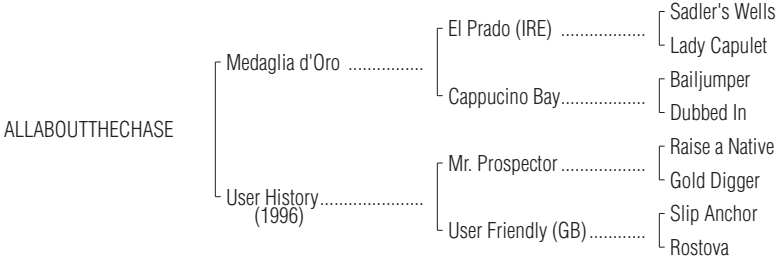 Sadler's Wells
El Prado (IRE) ..................
Lady Capulet
Medaglia d'Oro ................
Bailjumper
Cappucino Bay..................
Dubbed In
ALLABOUTTHECHASE
Raise a Native
Mr. Prospector ..................
Gold Digger
User History......................
(1996)
Slip Anchor
User Friendly (GB)............
Rostova